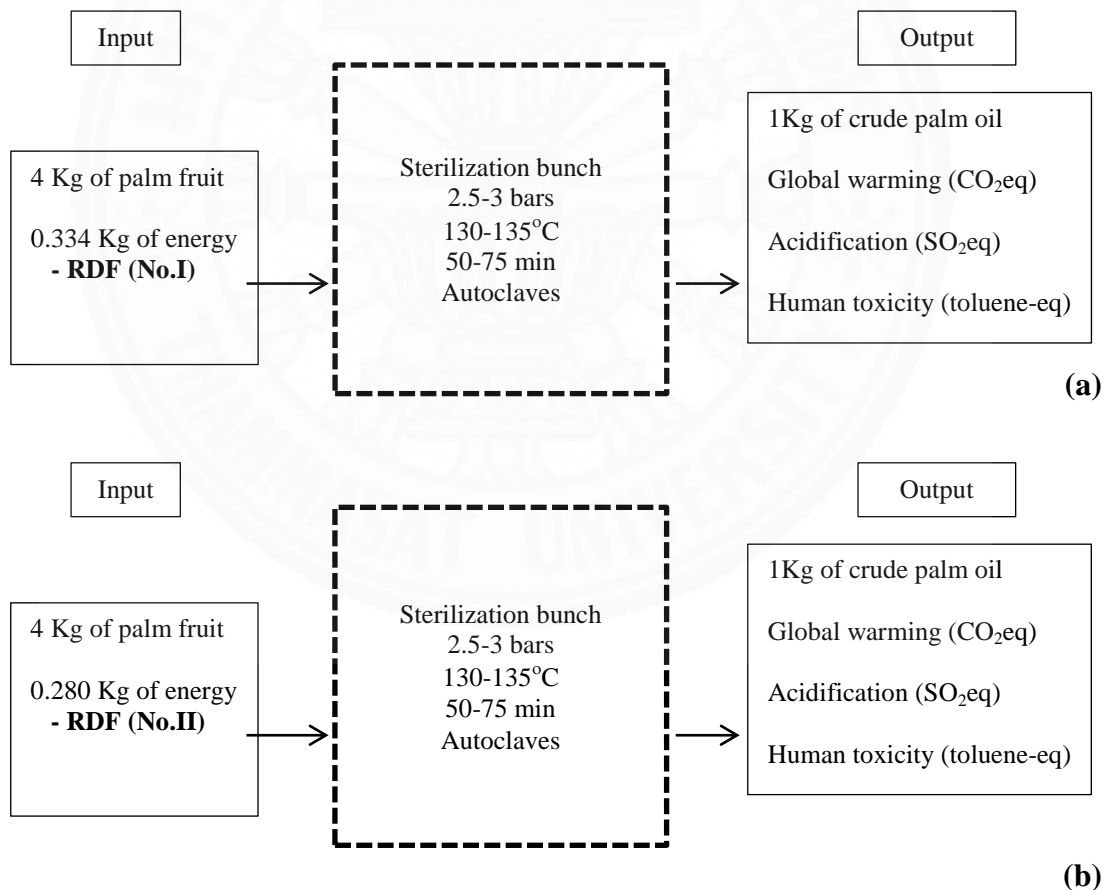 Input
Output
4 Kg of palm fruit
0.334 Kg of energy
- RDF (No.I)
Sterilization bunch
2.5-3 bars
130-135°C
50-75 min
Autoclaves
1Kg of crude palm oil
Global warming (CO₂eq)
Acidification (SO₂eq)
Human toxicity (toluene-eq)
(a)
Input
Output
4 Kg of palm fruit
0.280 Kg of energy
- RDF (No.II)
Sterilization bunch
2.5-3 bars
130-135°C
50-75 min
Autoclaves
1Kg of crude palm oil
Global warming (CO₂eq)
Acidification (SO₂eq)
Human toxicity (toluene-eq)
(b)